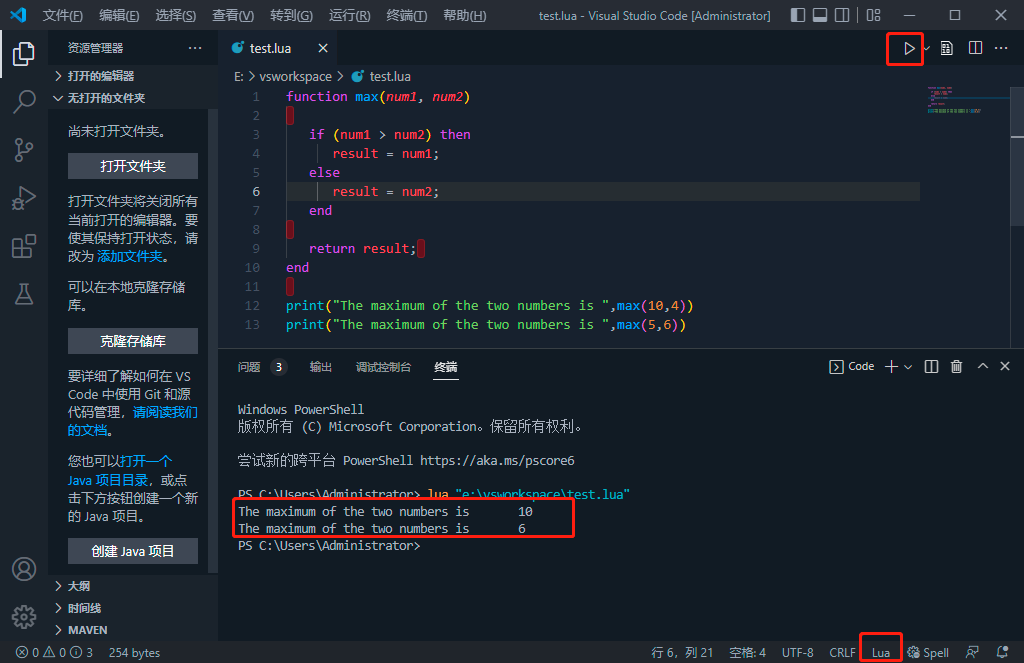 文件(F) 编辑(E) 选择(S) 查看(V) 转到(G) 运行(R) 终端(T) 帮助(H) test.lua - Visual Studio Code [Administrator]
资源管理器 ···
打开的编辑器
无打开的文件夹
尚未打开文件夹。
打开文件夹
打开文件夹将关闭所有
当前打开的编辑器。要
使其保持打开状态，请
改为 添加文件夹。
可以在本地克隆存储
库。
克隆存储库
要详细了解如何在 VS
Code 中使用 Git 和源
代码管理，请阅读我们
的文档。
您也可以打开一个
Java 项目目录，或点
击下方按钮创建一个新
的 Java 项目。
创建 Java 项目
大纲
时间线
MAVEN
test.lua
E: > vsworkspace > test.lua
1 function max(num1, num2)
2
3 if (num1 > num2) then
4 result = num1;
5 else
6 result = num2;
7 end
8
9 return result;
10 end
11
12 print("The maximum of the two numbers is ",max(10,4))
13 print("The maximum of the two numbers is ",max(5,6))
问题 3 输出 调试控制台 终端 Code
Windows PowerShell
版权所有 (C) Microsoft Corporation。保留所有权利。
尝试新的跨平台 PowerShell https://aka.ms/pscore6
PS C:\Users\Administrator> lua "e:\vsworkspace\test.lua"
The maximum of the two numbers is 10
The maximum of the two numbers is 6
PS C:\Users\Administrator>
0 0 3 254 bytes 行 6，列 21 空格: 4 UTF-8 CRLF Lua Spell